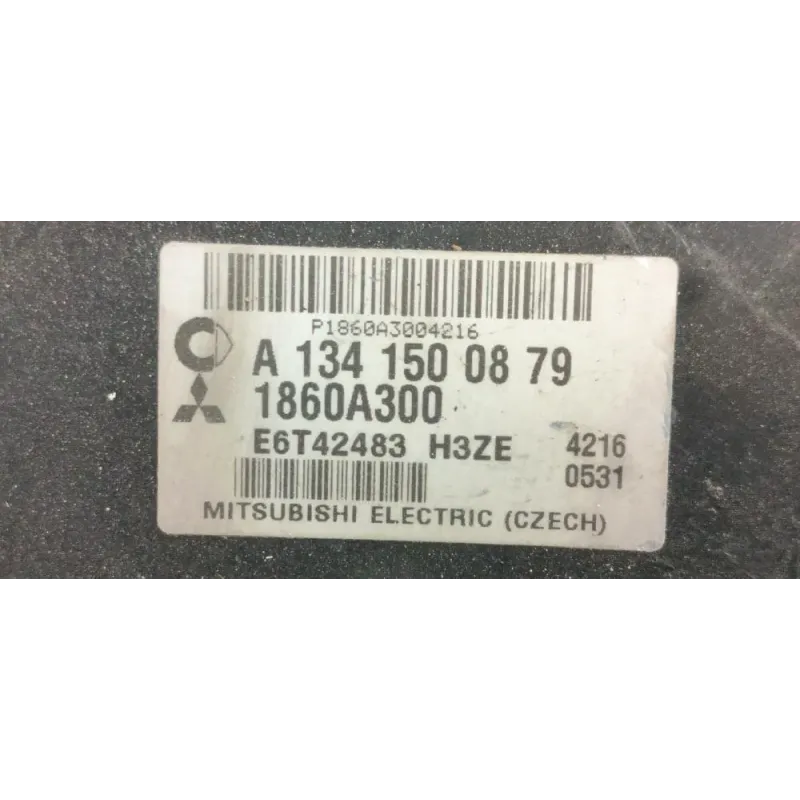 P1860A3004216
A 134 150 08 79
1860A300
E6T42483 H3ZE 4216
0531
MITSUBISHI ELECTRIC (CZECH)